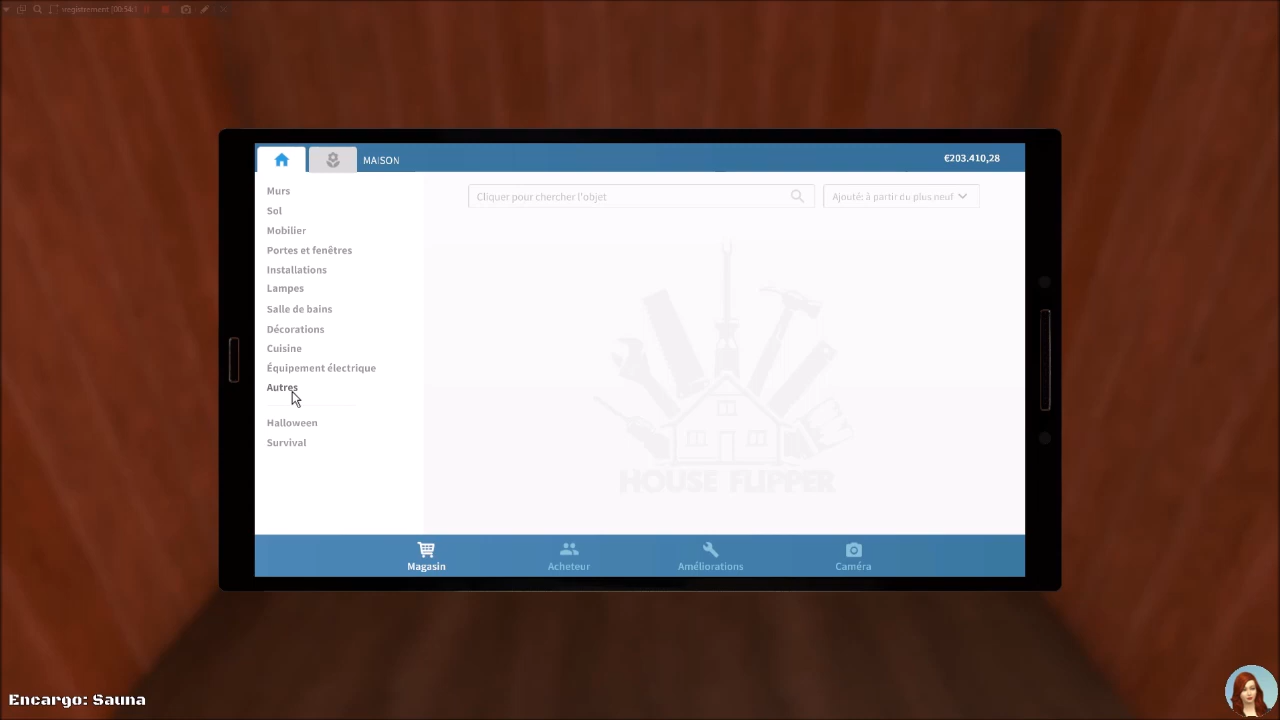 MAISON
€203.410,28
Murs
Sol
Mobilier
Portes et fenêtres
Installations
Lampes
Salle de bains
Décorations
Cuisine
Équipement électrique
Autres
Halloween
Survival
Cliquer pour chercher l'objet
Ajouté: à partir du plus neuf
HOUSE FLIPPER
Magasin
Acheteur
Améliorations
Caméra
Encargo: Sauna